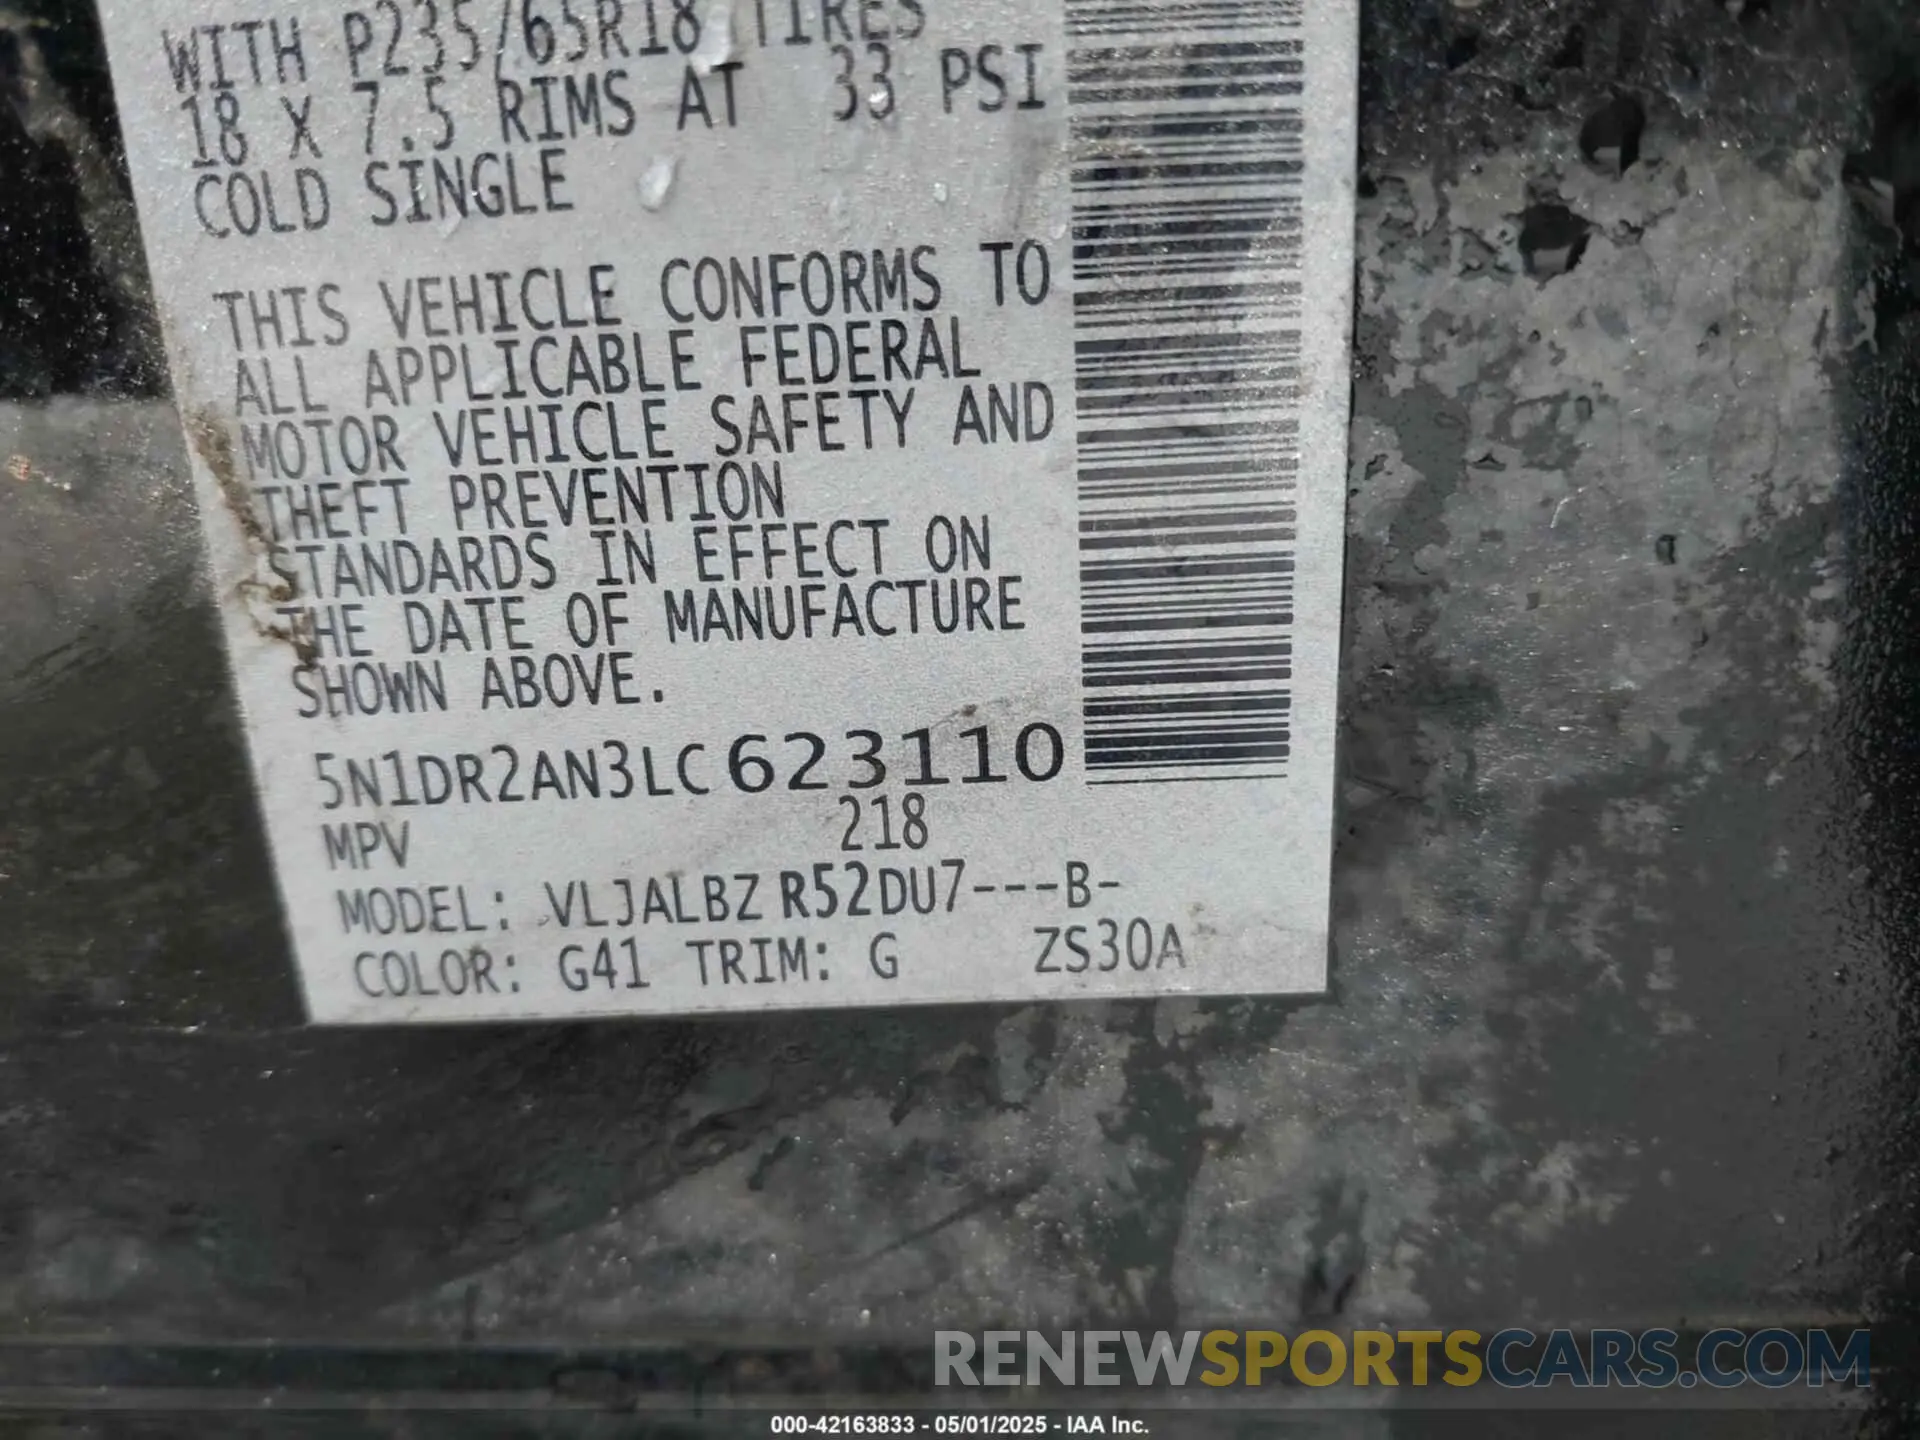 WITH P235/65R18 TIRES
18 X 7.5 RIMS AT 33 PSI
COLD SINGLE
THIS VEHICLE CONFORMS TO
ALL APPLICABLE FEDERAL
MOTOR VEHICLE SAFETY AND
THEFT PREVENTION
STANDARDS IN EFFECT ON
THE DATE OF MANUFACTURE
SHOWN ABOVE.
5N1DR2AN3LC623110
MPV 218
MODEL: VLJALBZ R52DU7---B-
COLOR: G41 TRIM: G ZS30A
RENEWSPORTSCARS.COM
000-42163833 - 05/01/2025 - IAA Inc.